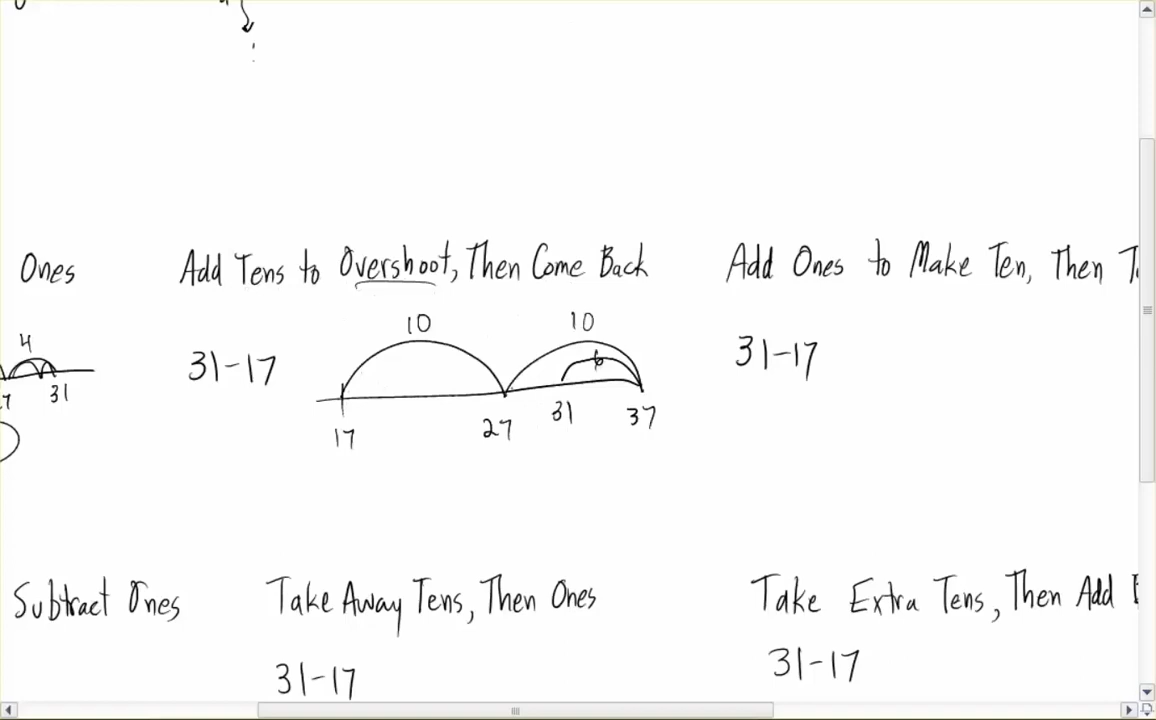 Ones
4
7
31
Add Tens to Overshoot, Then Come Back
31-17
10
10
6
17
27
31
37
Add Ones to Make Ten, Then
31-17
Subtract Ones
Take Away Tens, Then Ones
31-17
Take Extra Tens, Then Add
31-17